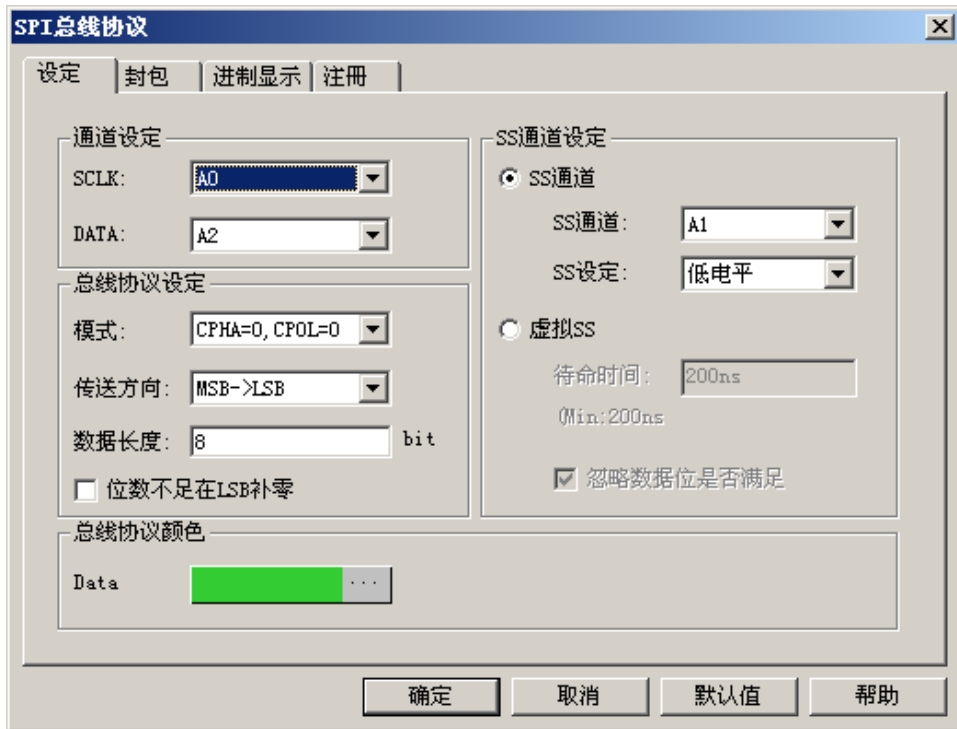 SPI总线协议
设定 封包 进制显示 注冊
通道设定
SCLK: A0
DATA: A2
总线协议设定
模式: CPHA=0,CPOL=0
传送方向: MSB->LSB
数据长度: 8 bit
位数不足在LSB补零
SS通道设定
SS通道
SS通道: A1
SS设定: 低电平
虚拟SS
待命时间: 200ns
(Min:200ns
忽略数据位是否满足
总线协议颜色
Data ...
确定 取消 默认值 帮助